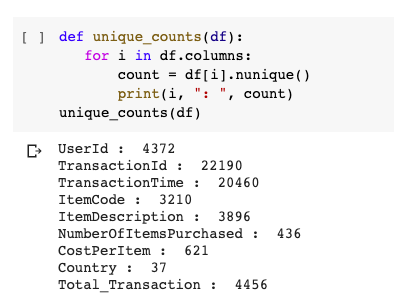 [ ] def unique_counts(df):
for i in df.columns:
count = df[i].nunique()
print(i, ": ", count)
unique_counts(df)
UserId :  4372
TransactionId :  22190
TransactionTime :  20460
ItemCode :  3210
ItemDescription :  3896
NumberOfItemsPurchased :  436
CostPerItem :  621
Country :  37
Total_Transaction :  4456